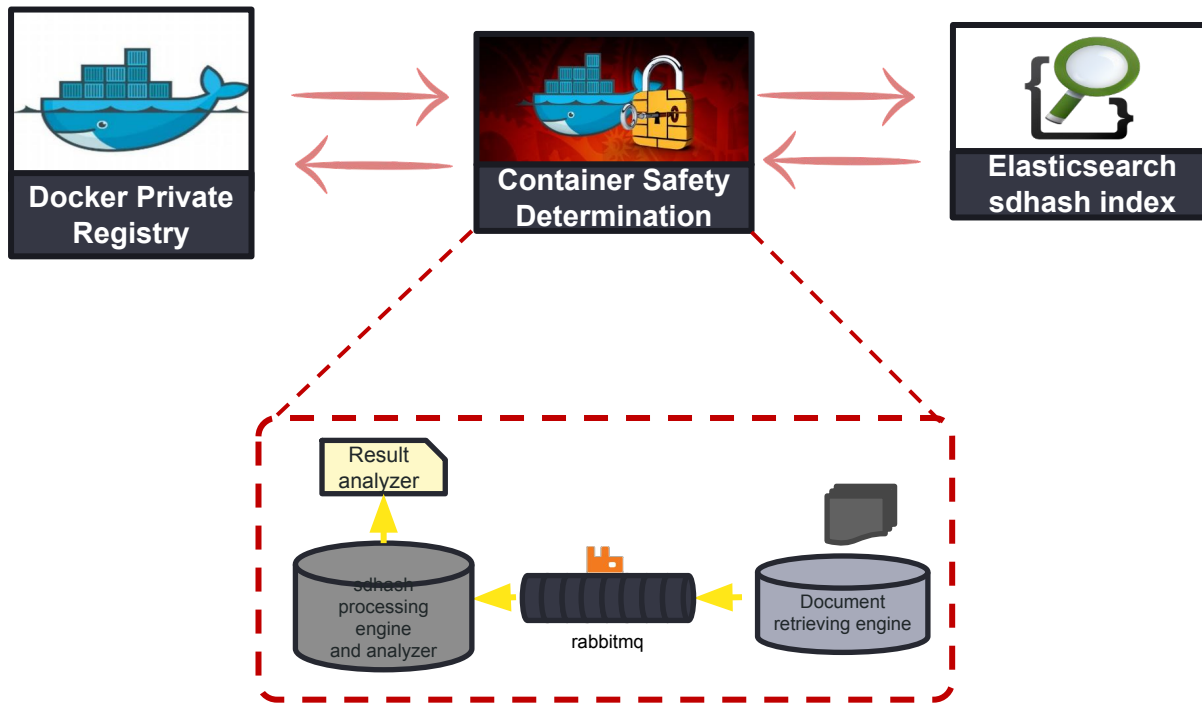 Docker Private
Registry
Container Safety
Determination
Elasticsearch
sdhash index
Result
analyzer
sdhash
processing
engine
and analyzer
rabbitmq
Document
retrieving engine